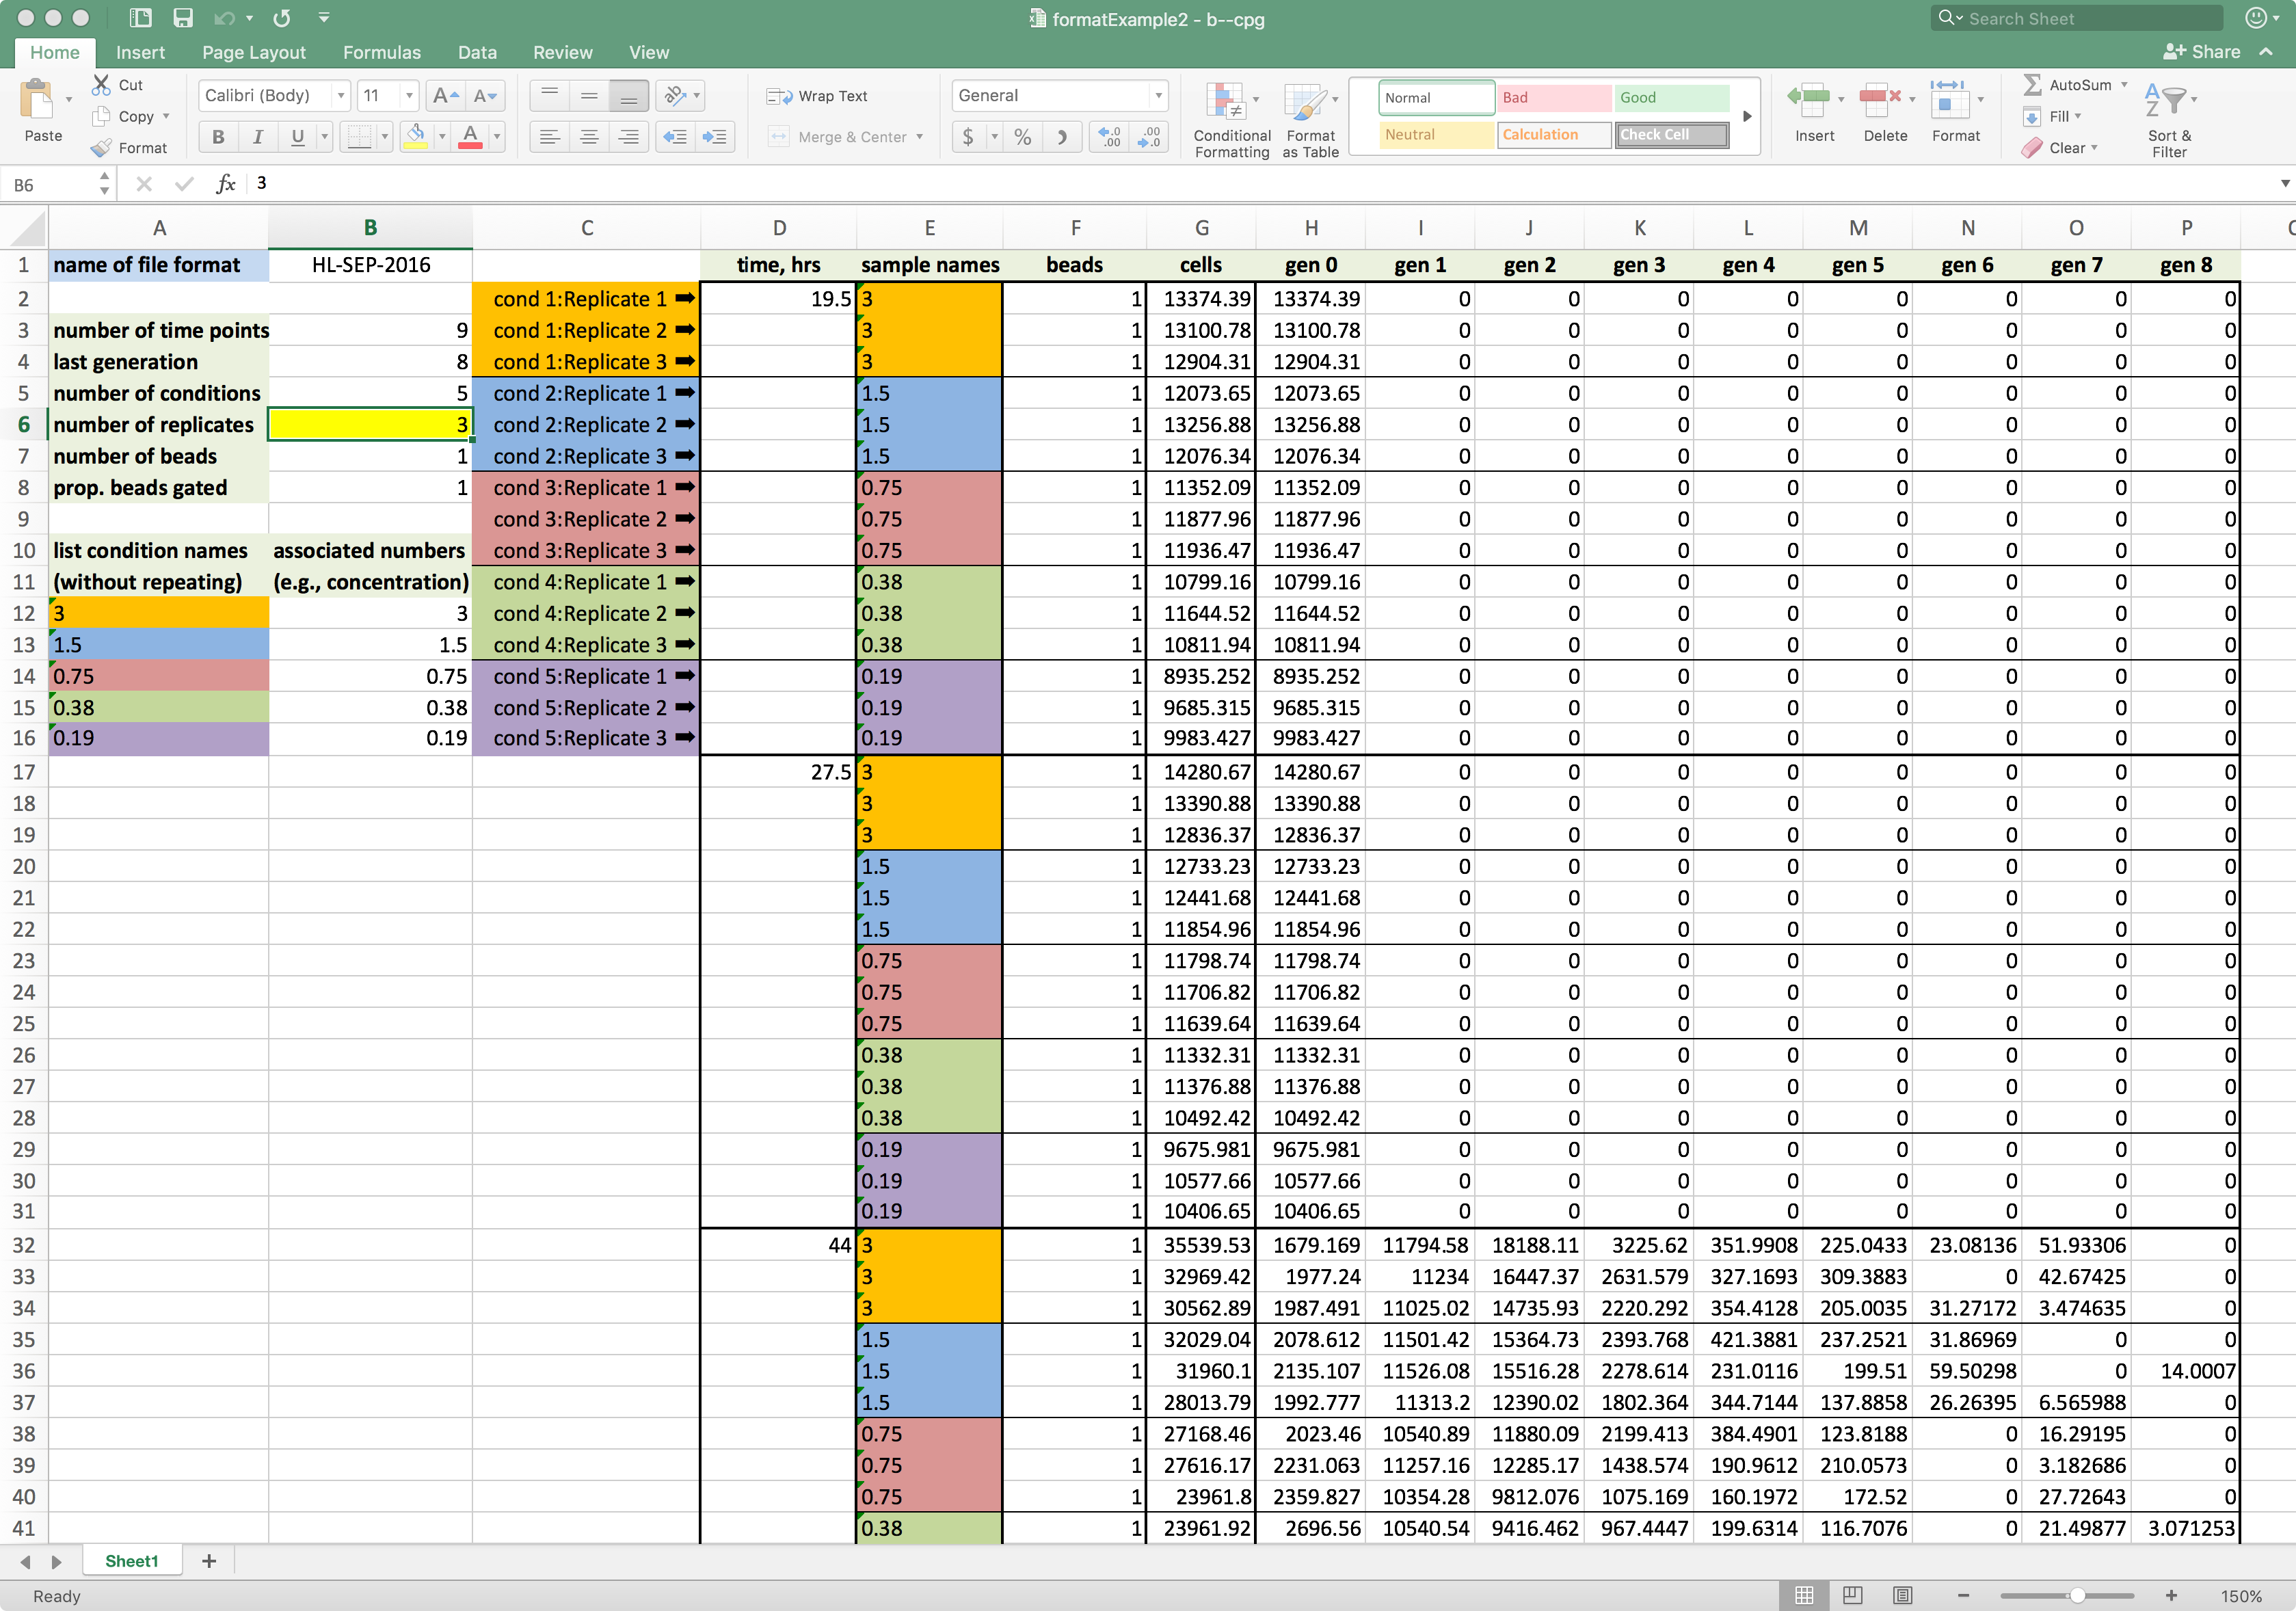 formatExample2 - b--cpg
Search Sheet
Home Insert Page Layout Formulas Data Review View
Share
Paste
Cut
Copy
Format
Calibri (Body) 11
Wrap Text
Merge & Center
General
Conditional Formatting
Format as Table
Normal Bad Good
Neutral Calculation Check Cell
Insert Delete Format
AutoSum
Fill
Clear
Sort & Filter
B6 fx 3
A B C D E F G H I J K L M N O P
1 name of file format HL-SEP-2016 time, hrs sample names beads cells gen 0 gen 1 gen 2 gen 3 gen 4 gen 5 gen 6 gen 7 gen 8
2 cond 1:Replicate 1 ➡ 19.5 3 1 13374.39 13374.39 0 0 0 0 0 0 0 0
3 number of time points 9 cond 1:Replicate 2 ➡ 3 1 13100.78 13100.78 0 0 0 0 0 0 0 0
4 last generation 8 cond 1:Replicate 3 ➡ 3 1 12904.31 12904.31 0 0 0 0 0 0 0 0
5 number of conditions 5 cond 2:Replicate 1 ➡ 1.5 1 12073.65 12073.65 0 0 0 0 0 0 0 0
6 number of replicates 3 cond 2:Replicate 2 ➡ 1.5 1 13256.88 13256.88 0 0 0 0 0 0 0 0
7 number of beads 1 cond 2:Replicate 3 ➡ 1.5 1 12076.34 12076.34 0 0 0 0 0 0 0 0
8 prop. beads gated 1 cond 3:Replicate 1 ➡ 0.75 1 11352.09 11352.09 0 0 0 0 0 0 0 0
9 cond 3:Replicate 2 ➡ 0.75 1 11877.96 11877.96 0 0 0 0 0 0 0 0
10 list condition names associated numbers cond 3:Replicate 3 ➡ 0.75 1 11936.47 11936.47 0 0 0 0 0 0 0 0
11 (without repeating) (e.g., concentration) cond 4:Replicate 1 ➡ 0.38 1 10799.16 10799.16 0 0 0 0 0 0 0 0
12 3 3 cond 4:Replicate 2 ➡ 0.38 1 11644.52 11644.52 0 0 0 0 0 0 0 0
13 1.5 1.5 cond 4:Replicate 3 ➡ 0.38 1 10811.94 10811.94 0 0 0 0 0 0 0 0
14 0.75 0.75 cond 5:Replicate 1 ➡ 0.19 1 8935.252 8935.252 0 0 0 0 0 0 0 0
15 0.38 0.38 cond 5:Replicate 2 ➡ 0.19 1 9685.315 9685.315 0 0 0 0 0 0 0 0
16 0.19 0.19 cond 5:Replicate 3 ➡ 0.19 1 9983.427 9983.427 0 0 0 0 0 0 0 0
17 27.5 3 1 14280.67 14280.67 0 0 0 0 0 0 0 0
18 3 1 13390.88 13390.88 0 0 0 0 0 0 0 0
19 3 1 12836.37 12836.37 0 0 0 0 0 0 0 0
20 1.5 1 12733.23 12733.23 0 0 0 0 0 0 0 0
21 1.5 1 12441.68 12441.68 0 0 0 0 0 0 0 0
22 1.5 1 11854.96 11854.96 0 0 0 0 0 0 0 0
23 0.75 1 11798.74 11798.74 0 0 0 0 0 0 0 0
24 0.75 1 11706.82 11706.82 0 0 0 0 0 0 0 0
25 0.75 1 11639.64 11639.64 0 0 0 0 0 0 0 0
26 0.38 1 11332.31 11332.31 0 0 0 0 0 0 0 0
27 0.38 1 11376.88 11376.88 0 0 0 0 0 0 0 0
28 0.38 1 10492.42 10492.42 0 0 0 0 0 0 0 0
29 0.19 1 9675.981 9675.981 0 0 0 0 0 0 0 0
30 0.19 1 10577.66 10577.66 0 0 0 0 0 0 0 0
31 0.19 1 10406.65 10406.65 0 0 0 0 0 0 0 0
32 44 3 1 35539.53 1679.169 11794.58 18188.11 3225.62 351.9908 225.0433 23.08136 51.93306 0
33 3 1 32969.42 1977.24 11234 16447.37 2631.579 327.1693 309.3883 0 42.67425 0
34 3 1 30562.89 1987.491 11025.02 14735.93 2220.292 354.4128 205.0035 31.27172 3.474635 0
35 1.5 1 32029.04 2078.612 11501.42 15364.73 2393.768 421.3881 237.2521 31.86969 0 0
36 1.5 1 31960.1 2135.107 11526.08 15516.28 2278.614 231.0116 199.51 59.50298 0 14.0007
37 1.5 1 28013.79 1992.777 11313.2 12390.02 1802.364 344.7144 137.8858 26.26395 6.565988 0
38 0.75 1 27168.46 2023.46 10540.89 11880.09 2199.413 384.4901 123.8188 0 16.29195 0
39 0.75 1 27616.17 2231.063 11257.16 12285.17 1438.574 190.9612 210.0573 0 3.182686 0
40 0.75 1 23961.8 2359.827 10354.28 9812.076 1075.169 160.1972 172.52 0 27.72643 0
41 0.38 1 23961.92 2696.56 10540.54 9416.462 967.4447 199.6314 116.7076 0 21.49877 3.071253
Sheet1 +
Ready 150%